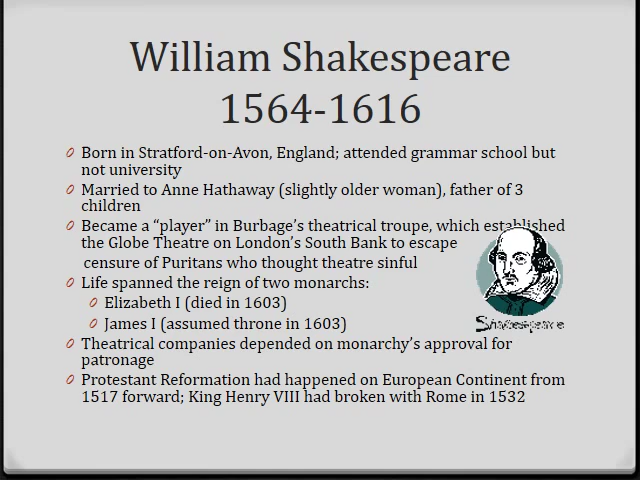 William Shakespeare
1564-1616
Born in Stratford-on-Avon, England; attended grammar school but
not university
Married to Anne Hathaway (slightly older woman), father of 3
children
Became a “player” in Burbage’s theatrical troupe, which established
the Globe Theatre on London’s South Bank to escape
censure of Puritans who thought theatre sinful
Life spanned the reign of two monarchs:
Elizabeth I (died in 1603)
James I (assumed throne in 1603)
Shakespeare
Theatrical companies depended on monarchy’s approval for
patronage
Protestant Reformation had happened on European Continent from
1517 forward; King Henry VIII had broken with Rome in 1532